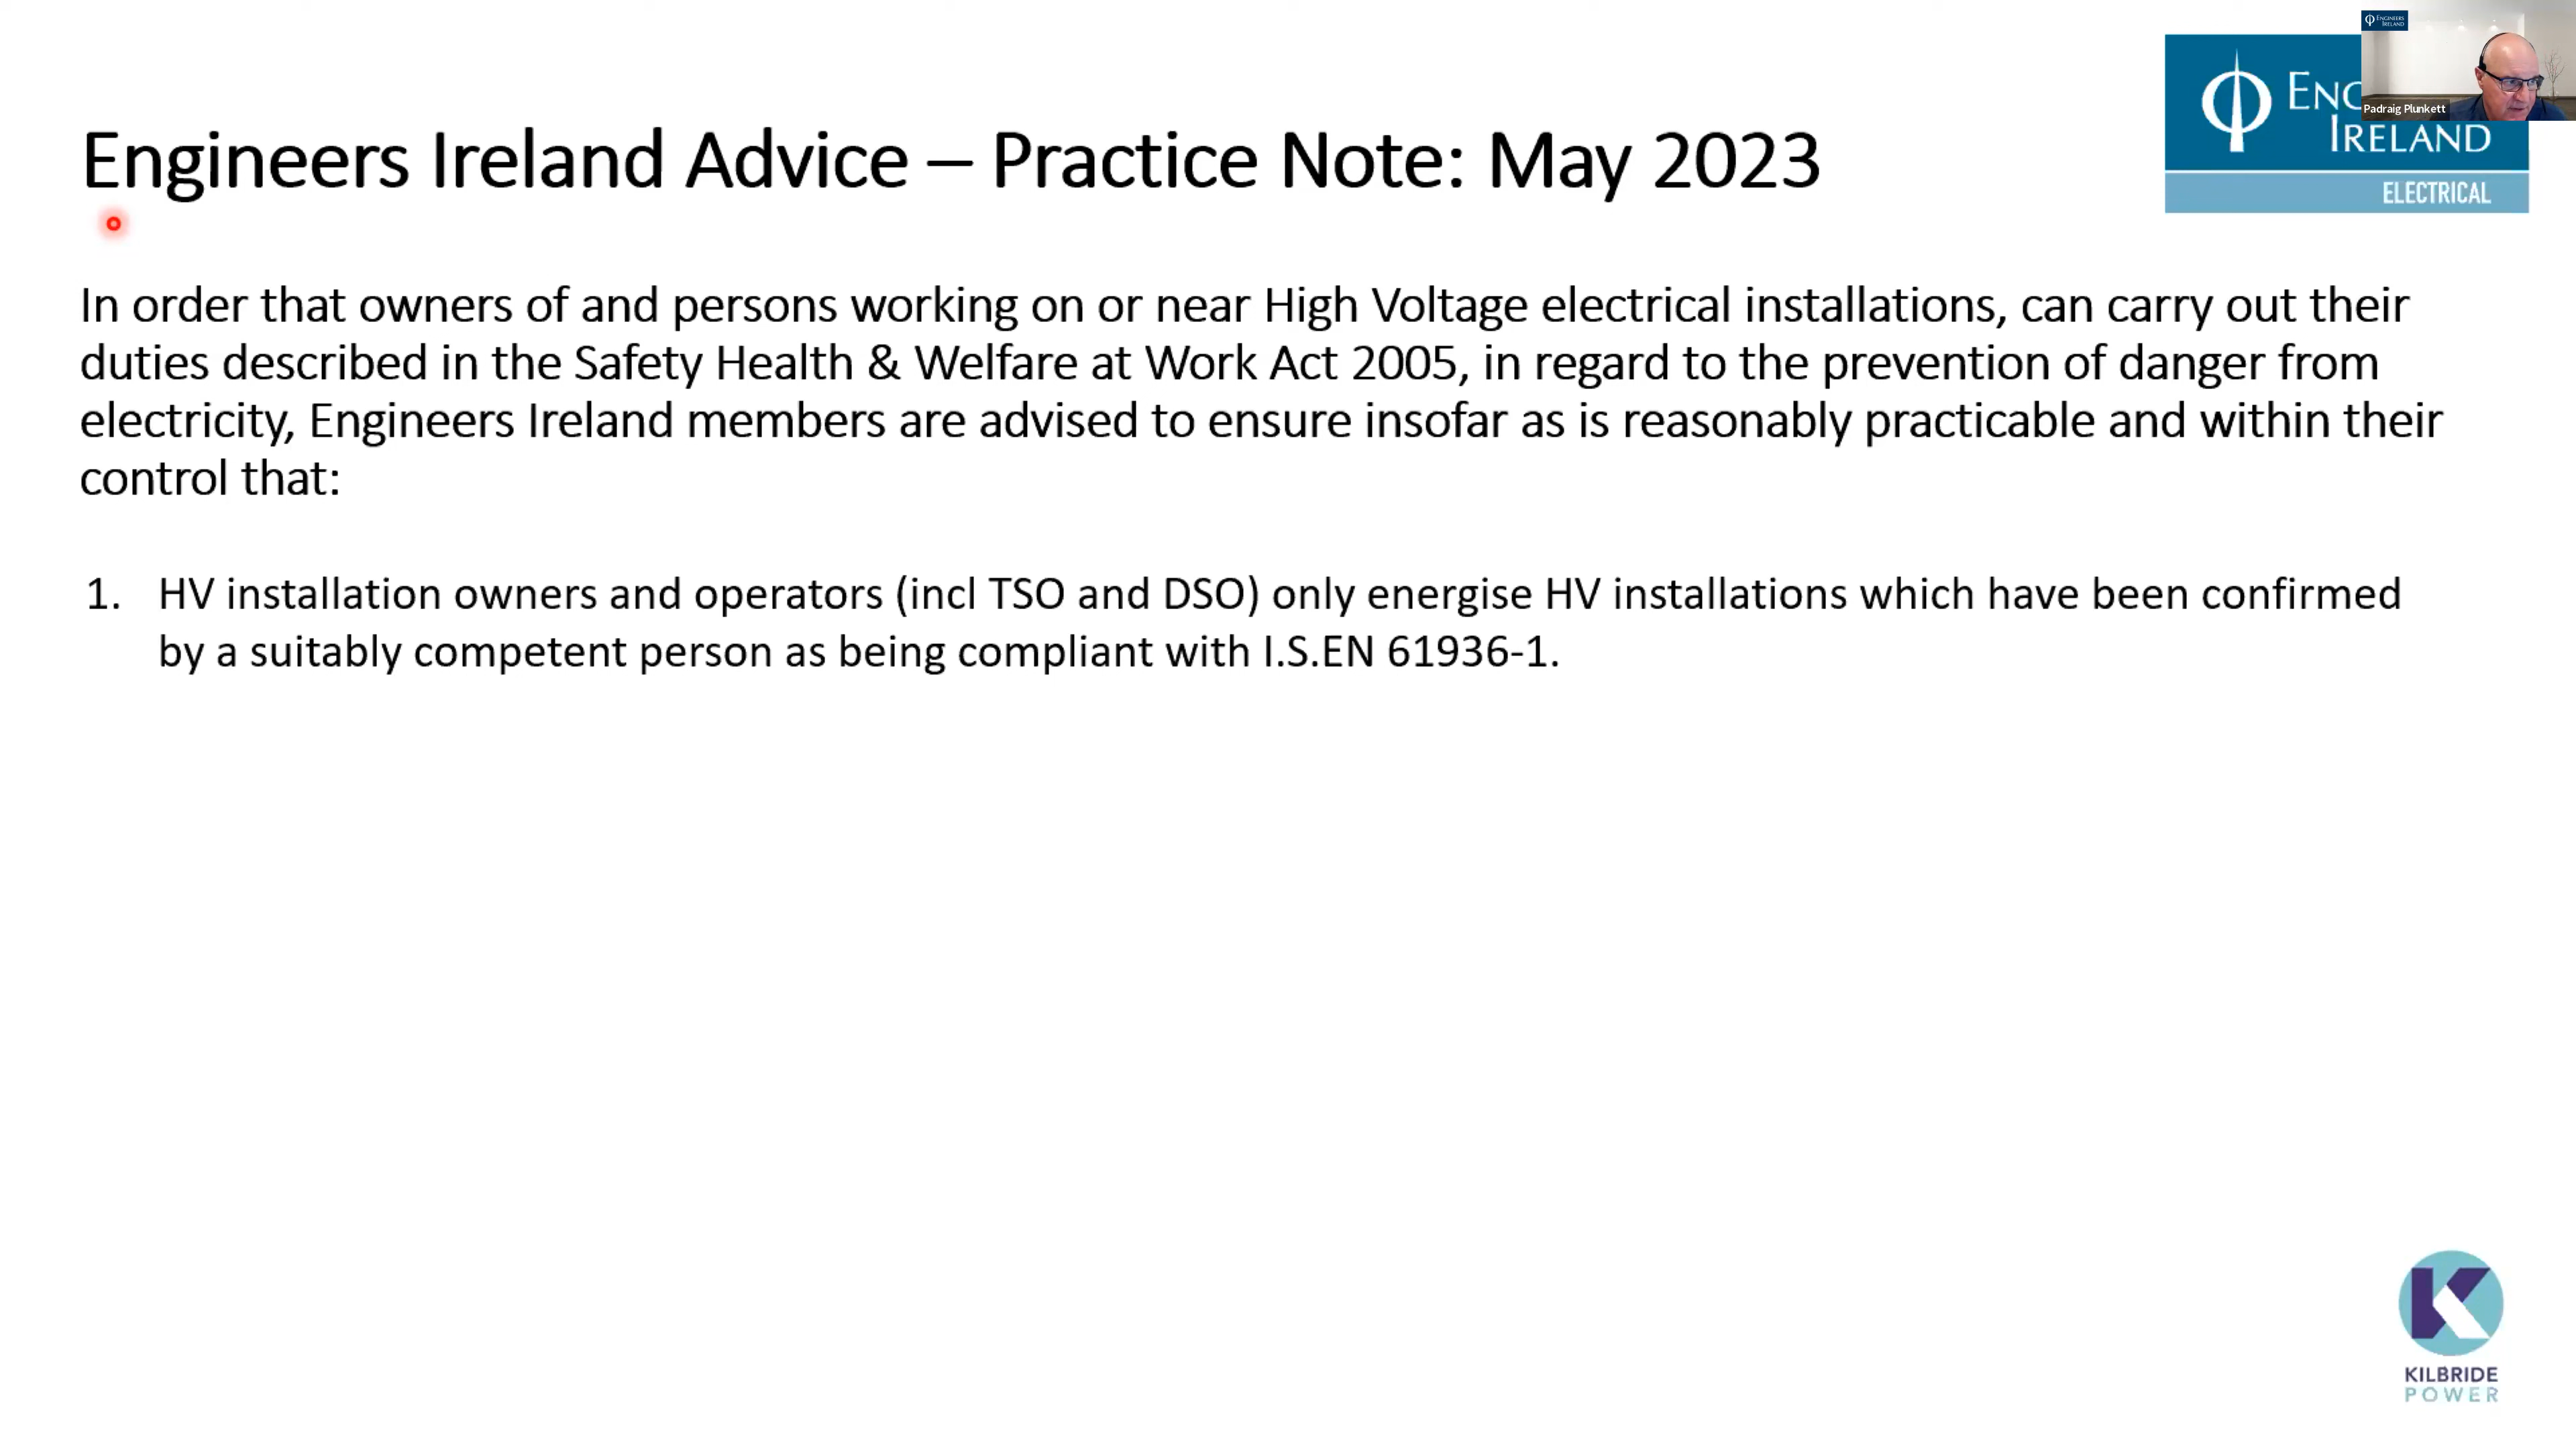 ENGINEERS
IRELAND
Padraig Plunkett
IRELAND
ELECTRICAL
Engineers Ireland Advice – Practice Note: May 2023
In order that owners of and persons working on or near High Voltage electrical installations, can carry out their
duties described in the Safety Health & Welfare at Work Act 2005, in regard to the prevention of danger from
electricity, Engineers Ireland members are advised to ensure insofar as is reasonably practicable and within their
control that:
1. HV installation owners and operators (incl TSO and DSO) only energise HV installations which have been confirmed
by a suitably competent person as being compliant with I.S.EN 61936-1.
KILBRIDE
POWER